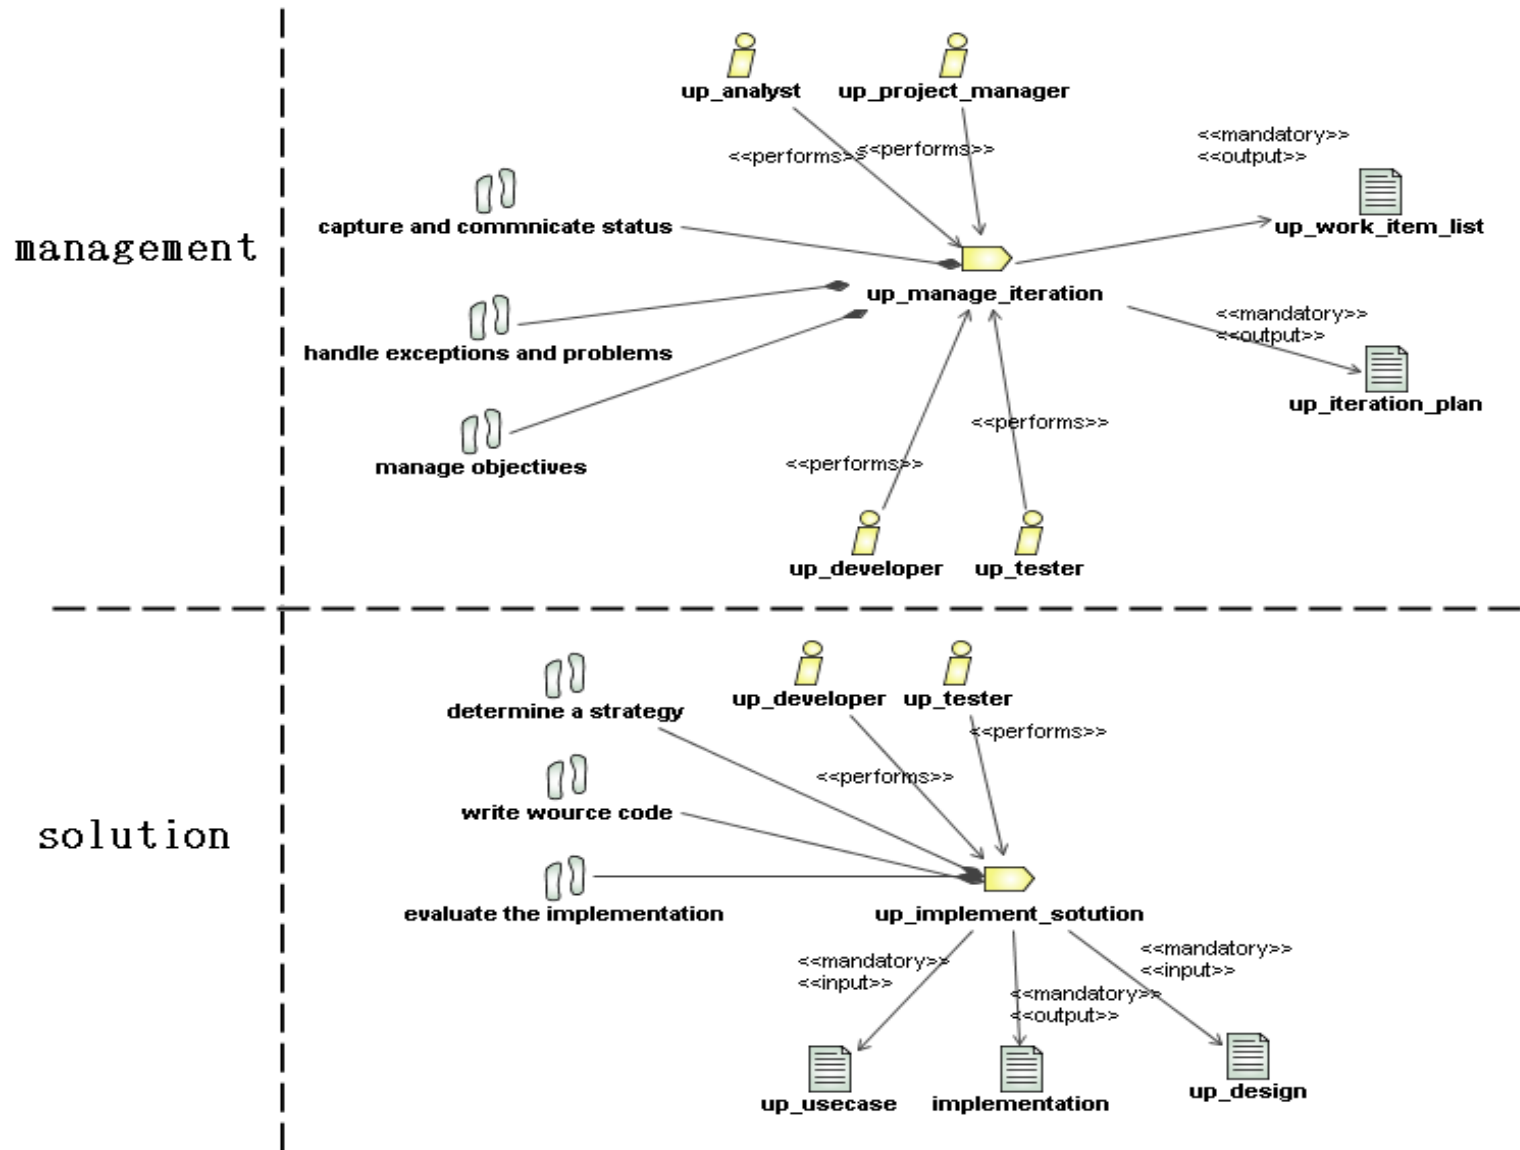 up_analyst
up_project_manager
<<mandatory>>
<<output>>
<<performs>>
<<performs>>
capture and commnicate status
up_work_item_list
management
up_manage_iteration
<<mandatory>>
<<output>>
handle exceptions and problems
up_iteration_plan
<<performs>>
manage objectives
<<performs>>
up_developer
up_tester
determine a strategy
up_developer
up_tester
<<performs>>
<<performs>>
write wource code
solution
evaluate the implementation
up_implement_sotution
<<mandatory>>
<<input>>
<<mandatory>>
<<output>>
<<mandatory>>
<<input>>
up_usecase
implementation
up_design